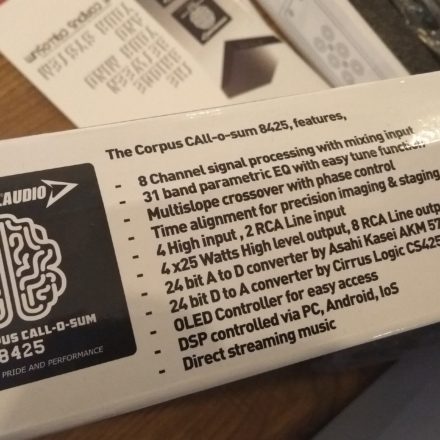 The Corpus CAll-o-sum 8425, features,
- 8 Channel signal processing with mixing input
- 31 band parametric EQ with easy tune function
- Multislope crossover with phase control
- Time alignment for precision imaging & staging
- 4 High input , 2 RCA Line input
- 4 x25 Watts High level output, 8 RCA Line outp
- 24 bit A to D converter by Asahi Kasei AKM 57
- 24 bit D to A converter by Cirrus Logic CS425
- OLED Controller for easy access
- DSP controlled via PC, Android, IoS
- Direct streaming music
AUDIO
PUS CALL-O-SUM
8425
PRIDE AND PERFORMANCE